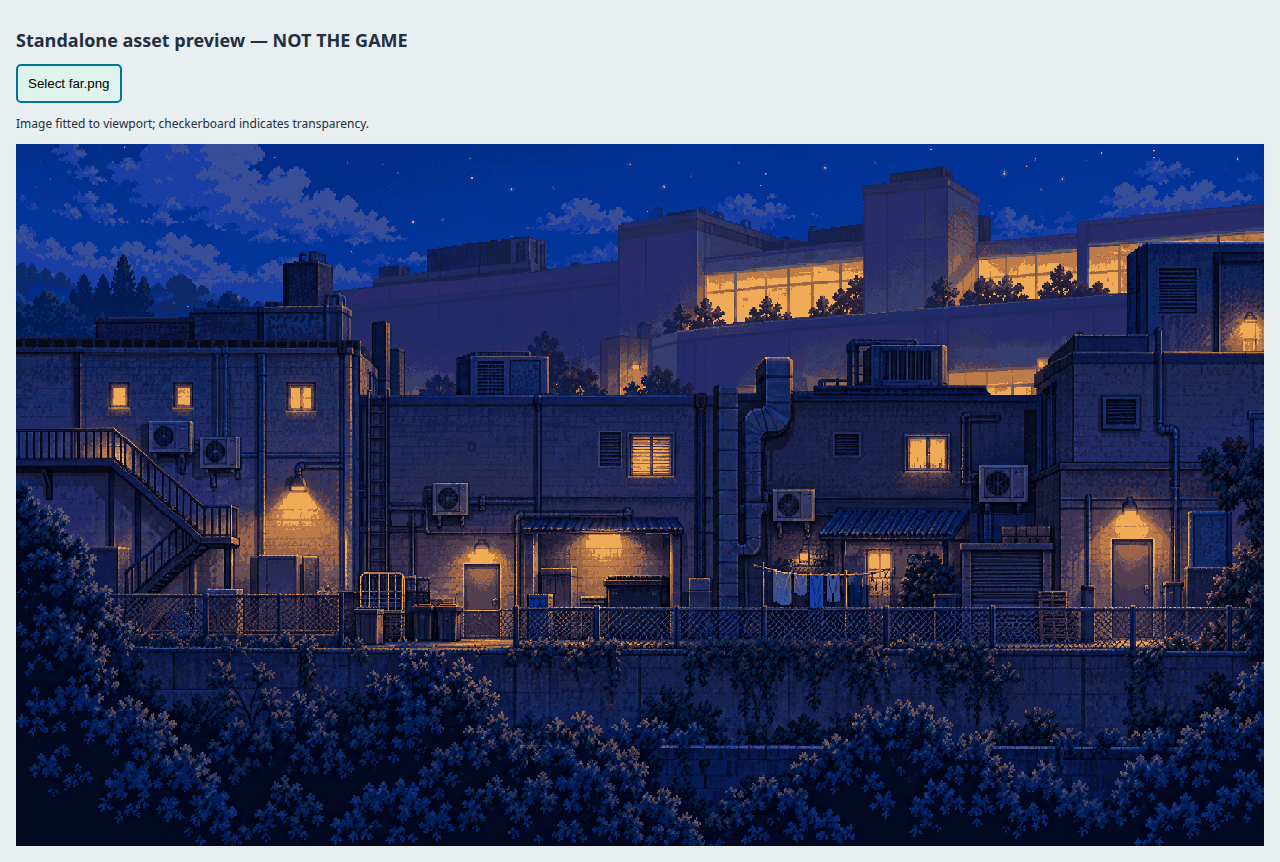 Standalone asset preview — NOT THE GAME
Select far.png
Image fitted to viewport; checkerboard indicates transparency.